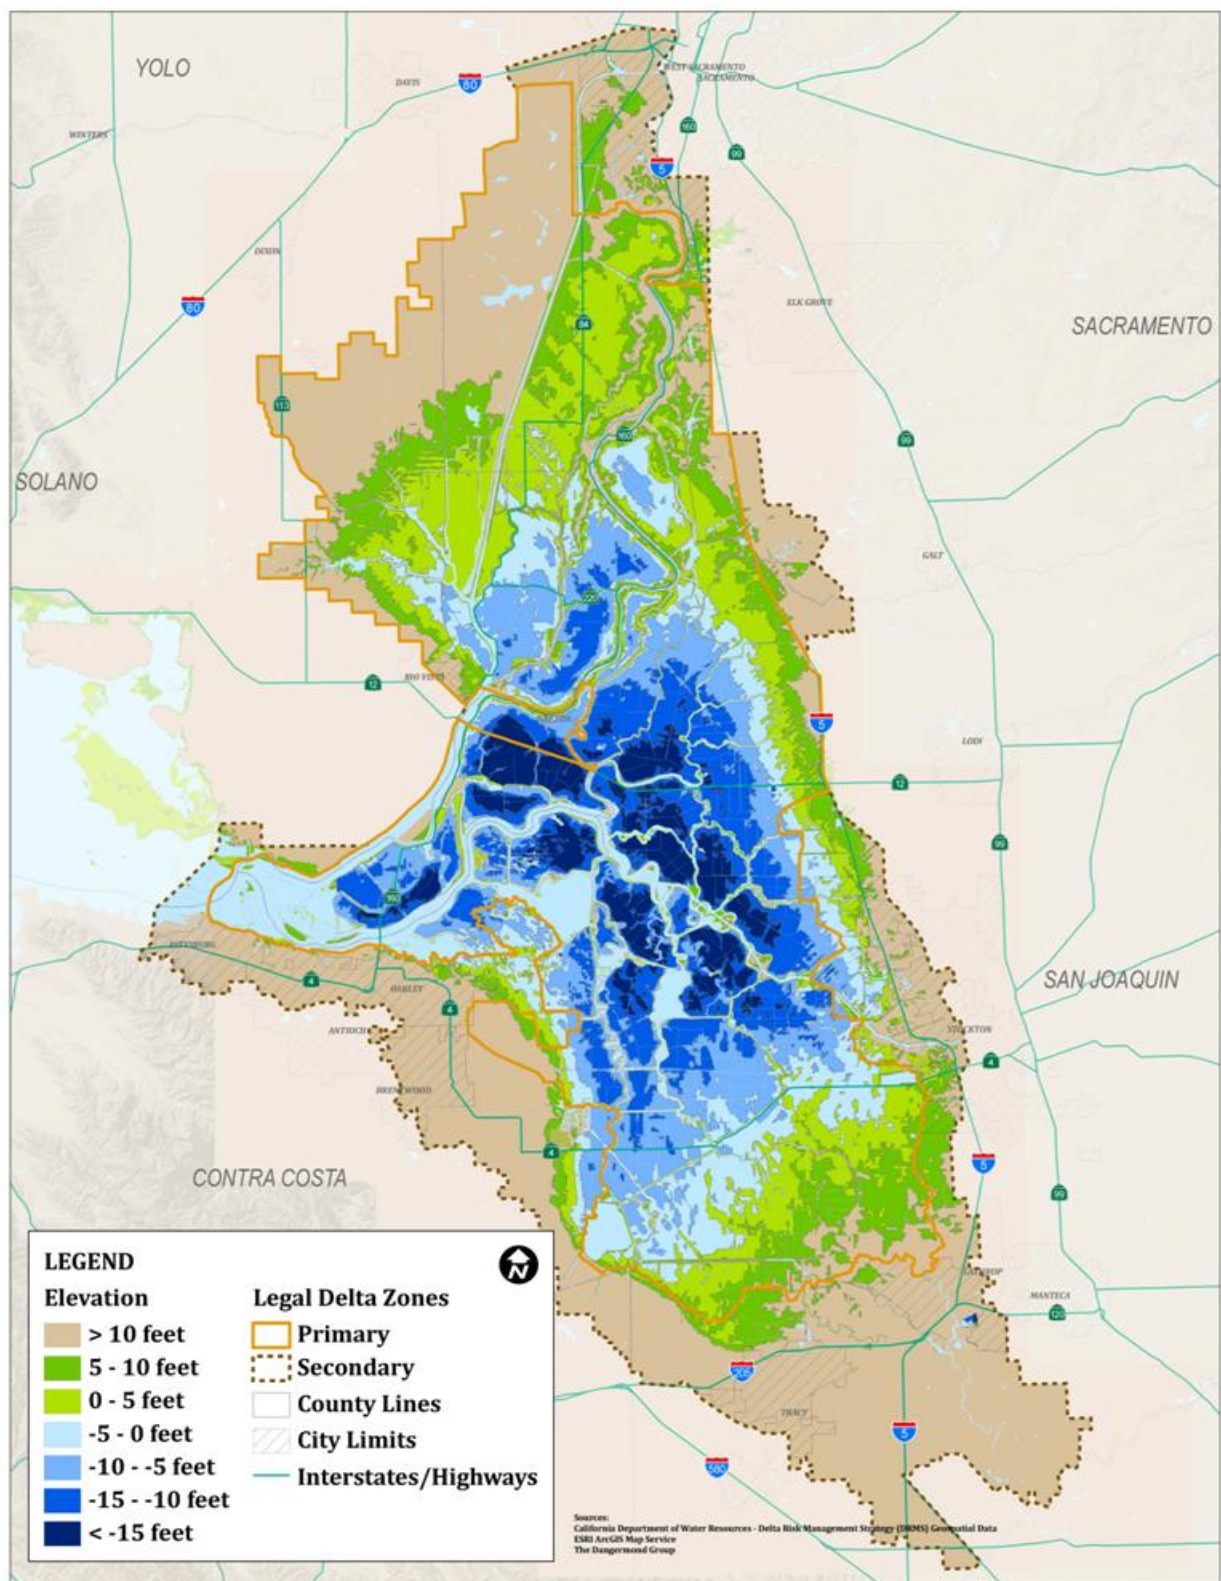 YOLO
DAVIS
80
WEST SACRAMENTO
SACRAMENTO
WINTERS
160
99
5
DIXON
80
ELK GROVE
84
SACRAMENTO
113
160
99
SOLANO
GALT
220
RIO VISTA
12
5
LODI
12
99
160
PITTSBURG
4
OAKLEY
4
SAN JOAQUIN
ANTIOCH
STOCKTON
4
BRENTWOOD
4
5
CONTRA COSTA
99
LATHROP
MANTECA
120
205
TRACY
5
580
LEGEND
N
Elevation
> 10 feet
5 - 10 feet
0 - 5 feet
-5 - 0 feet
-10 - -5 feet
-15 - -10 feet
< -15 feet
Legal Delta Zones
Primary
Secondary
County Lines
City Limits
Interstates/Highways
Sources:
California Department of Water Resources - Delta Risk Management Strategy (DRMS) Geospatial Data
ESRI ArcGIS Map Service
The Dangermond Group